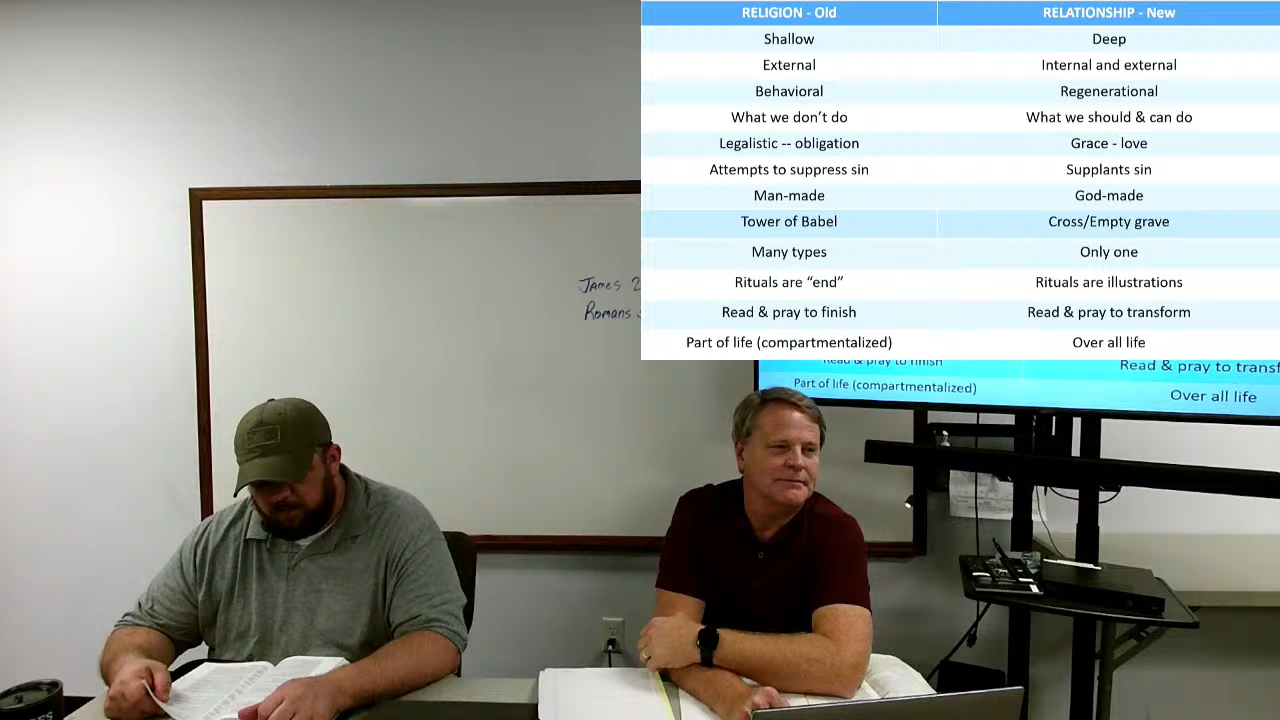 RELIGION - Old RELATIONSHIP - New
Shallow Deep
External Internal and external
Behavioral Regenerational
What we don’t do What we should & can do
Legalistic -- obligation Grace - love
Attempts to suppress sin Supplants sin
Man-made God-made
Tower of Babel Cross/Empty grave
Many types Only one
Rituals are “end” Rituals are illustrations
Read & pray to finish Read & pray to transform
Part of life (compartmentalized) Over all life
James 2
Romans
Read & pray to finish Read & pray to transf
Part of life (compartmentalized) Over all life